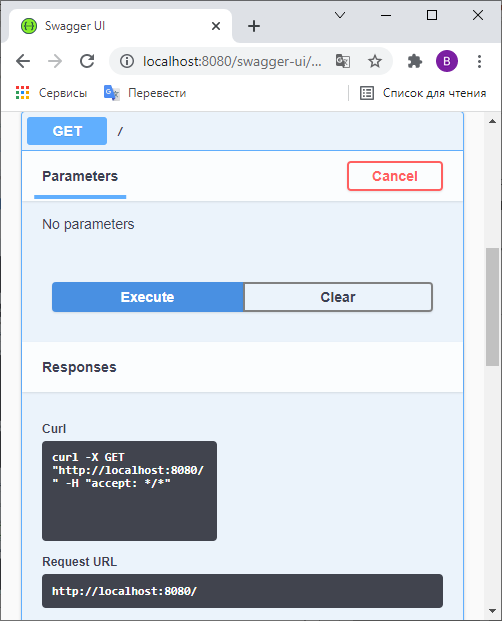 Swagger UI
localhost:8080/swagger-ui/...
B
Сервисы
Перевести
Список для чтения
GET
/
Parameters
Cancel
No parameters
Execute
Clear
Responses
Curl
curl -X GET
"http://localhost:8080/
" -H "accept: */*"
Request URL
http://localhost:8080/